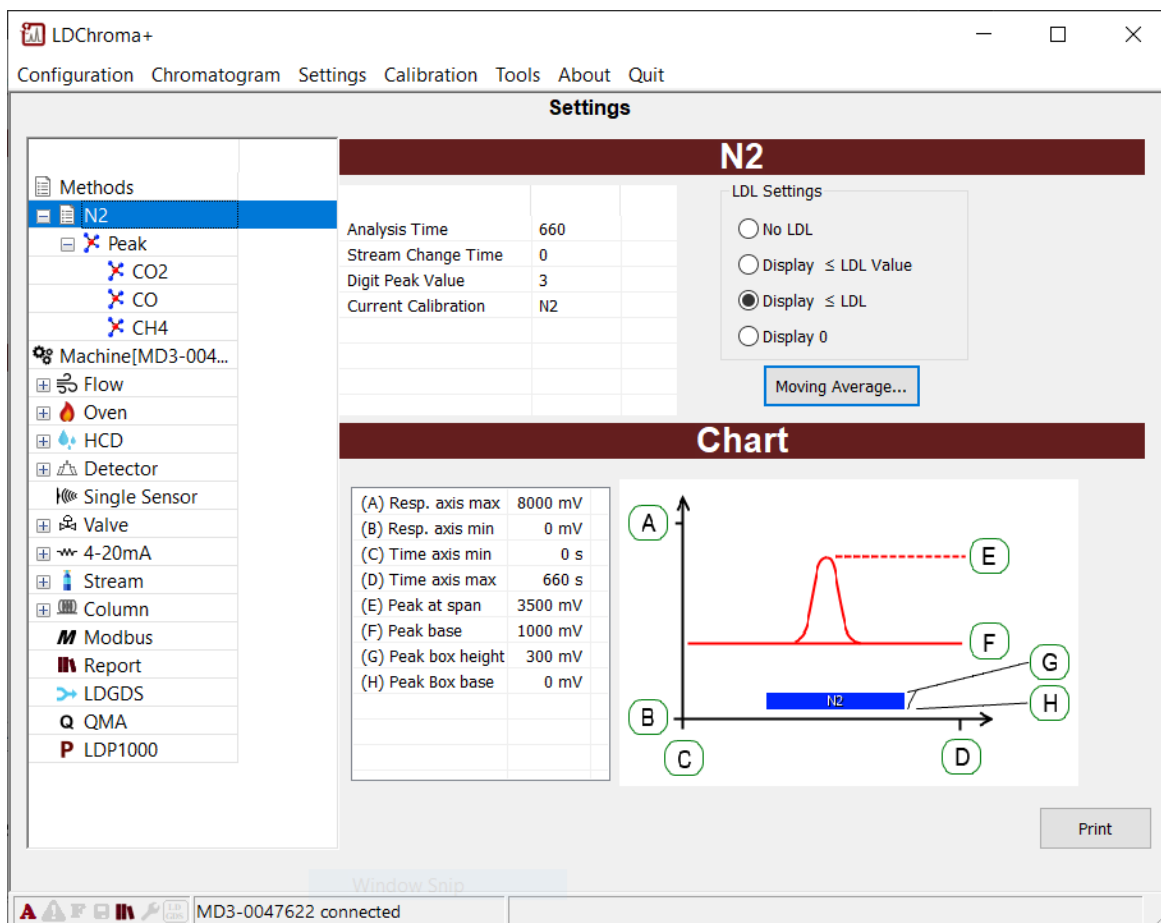 LDChroma+
Configuration Chromatogram Settings Calibration Tools About Quit
Settings
Methods
N2
Peak
CO2
CO
CH4
Machine[MD3-004...
Flow
Oven
HCD
Detector
Single Sensor
Valve
4-20mA
Stream
Column
M Modbus
Report
LDGDS
Q QMA
P LDP1000
N2
Analysis Time 660
Stream Change Time 0
Digit Peak Value 3
Current Calibration N2
LDL Settings
No LDL
Display ≤ LDL Value
Display ≤ LDL
Display 0
Moving Average...
Chart
(A) Resp. axis max 8000 mV
(B) Resp. axis min 0 mV
(C) Time axis min 0 s
(D) Time axis max 660 s
(E) Peak at span 3500 mV
(F) Peak base 1000 mV
(G) Peak box height 300 mV
(H) Peak Box base 0 mV
A
E
F
G
N2
H
B
C
D
Print
Window Snip
A F LD GDS MD3-0047622 connected